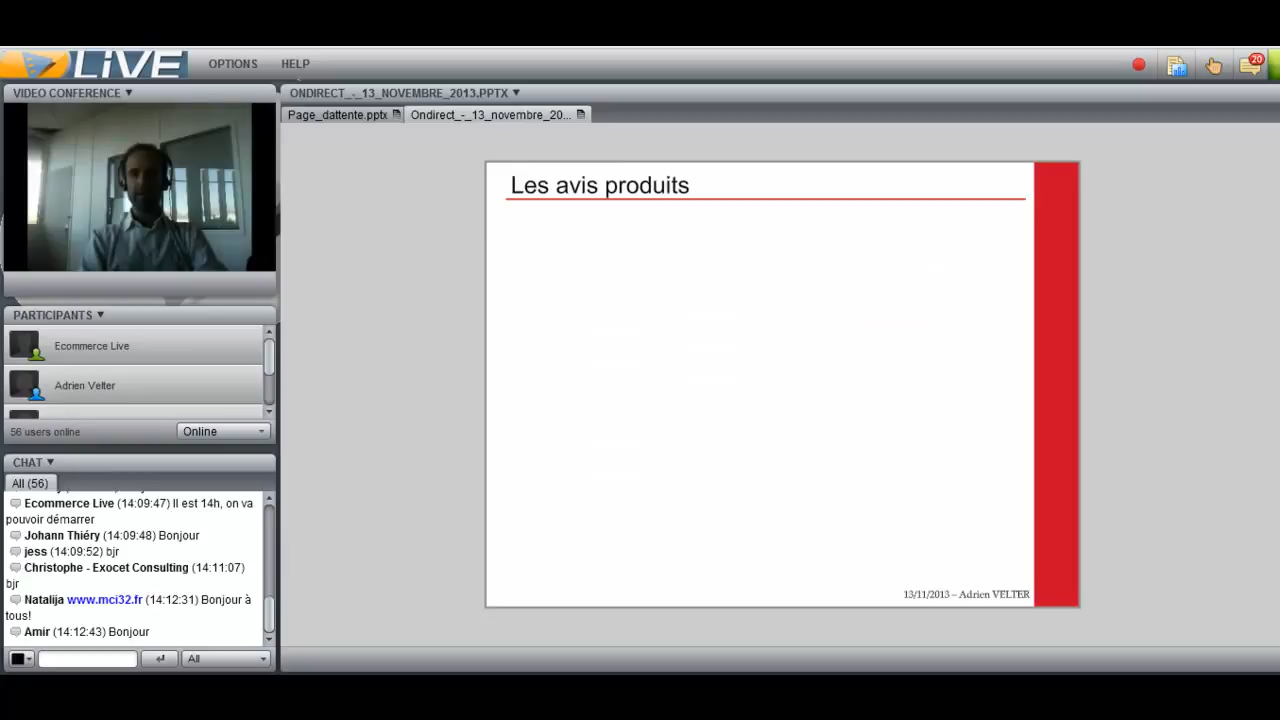 LIVE
OPTIONS
HELP
20
VIDEO CONFERENCE
ONDIRECT_-_13_NOVEMBRE_2013.PPTX
Page_dattente.pptx
Ondirect_-_13_novembre_20...
Les avis produits
PARTICIPANTS
Ecommerce Live
Adrien Velter
56 users online
Online
CHAT
All (56)
Ecommerce Live (14:09:47) Il est 14h, on va
pouvoir démarrer
Johann Thiéry (14:09:48) Bonjour
jess (14:09:52) bjr
Christophe - Exocet Consulting (14:11:07)
bjr
Natalija www.mci32.fr (14:12:31) Bonjour à
tous!
Amir (14:12:43) Bonjour
All
13/11/2013 – Adrien VELTER